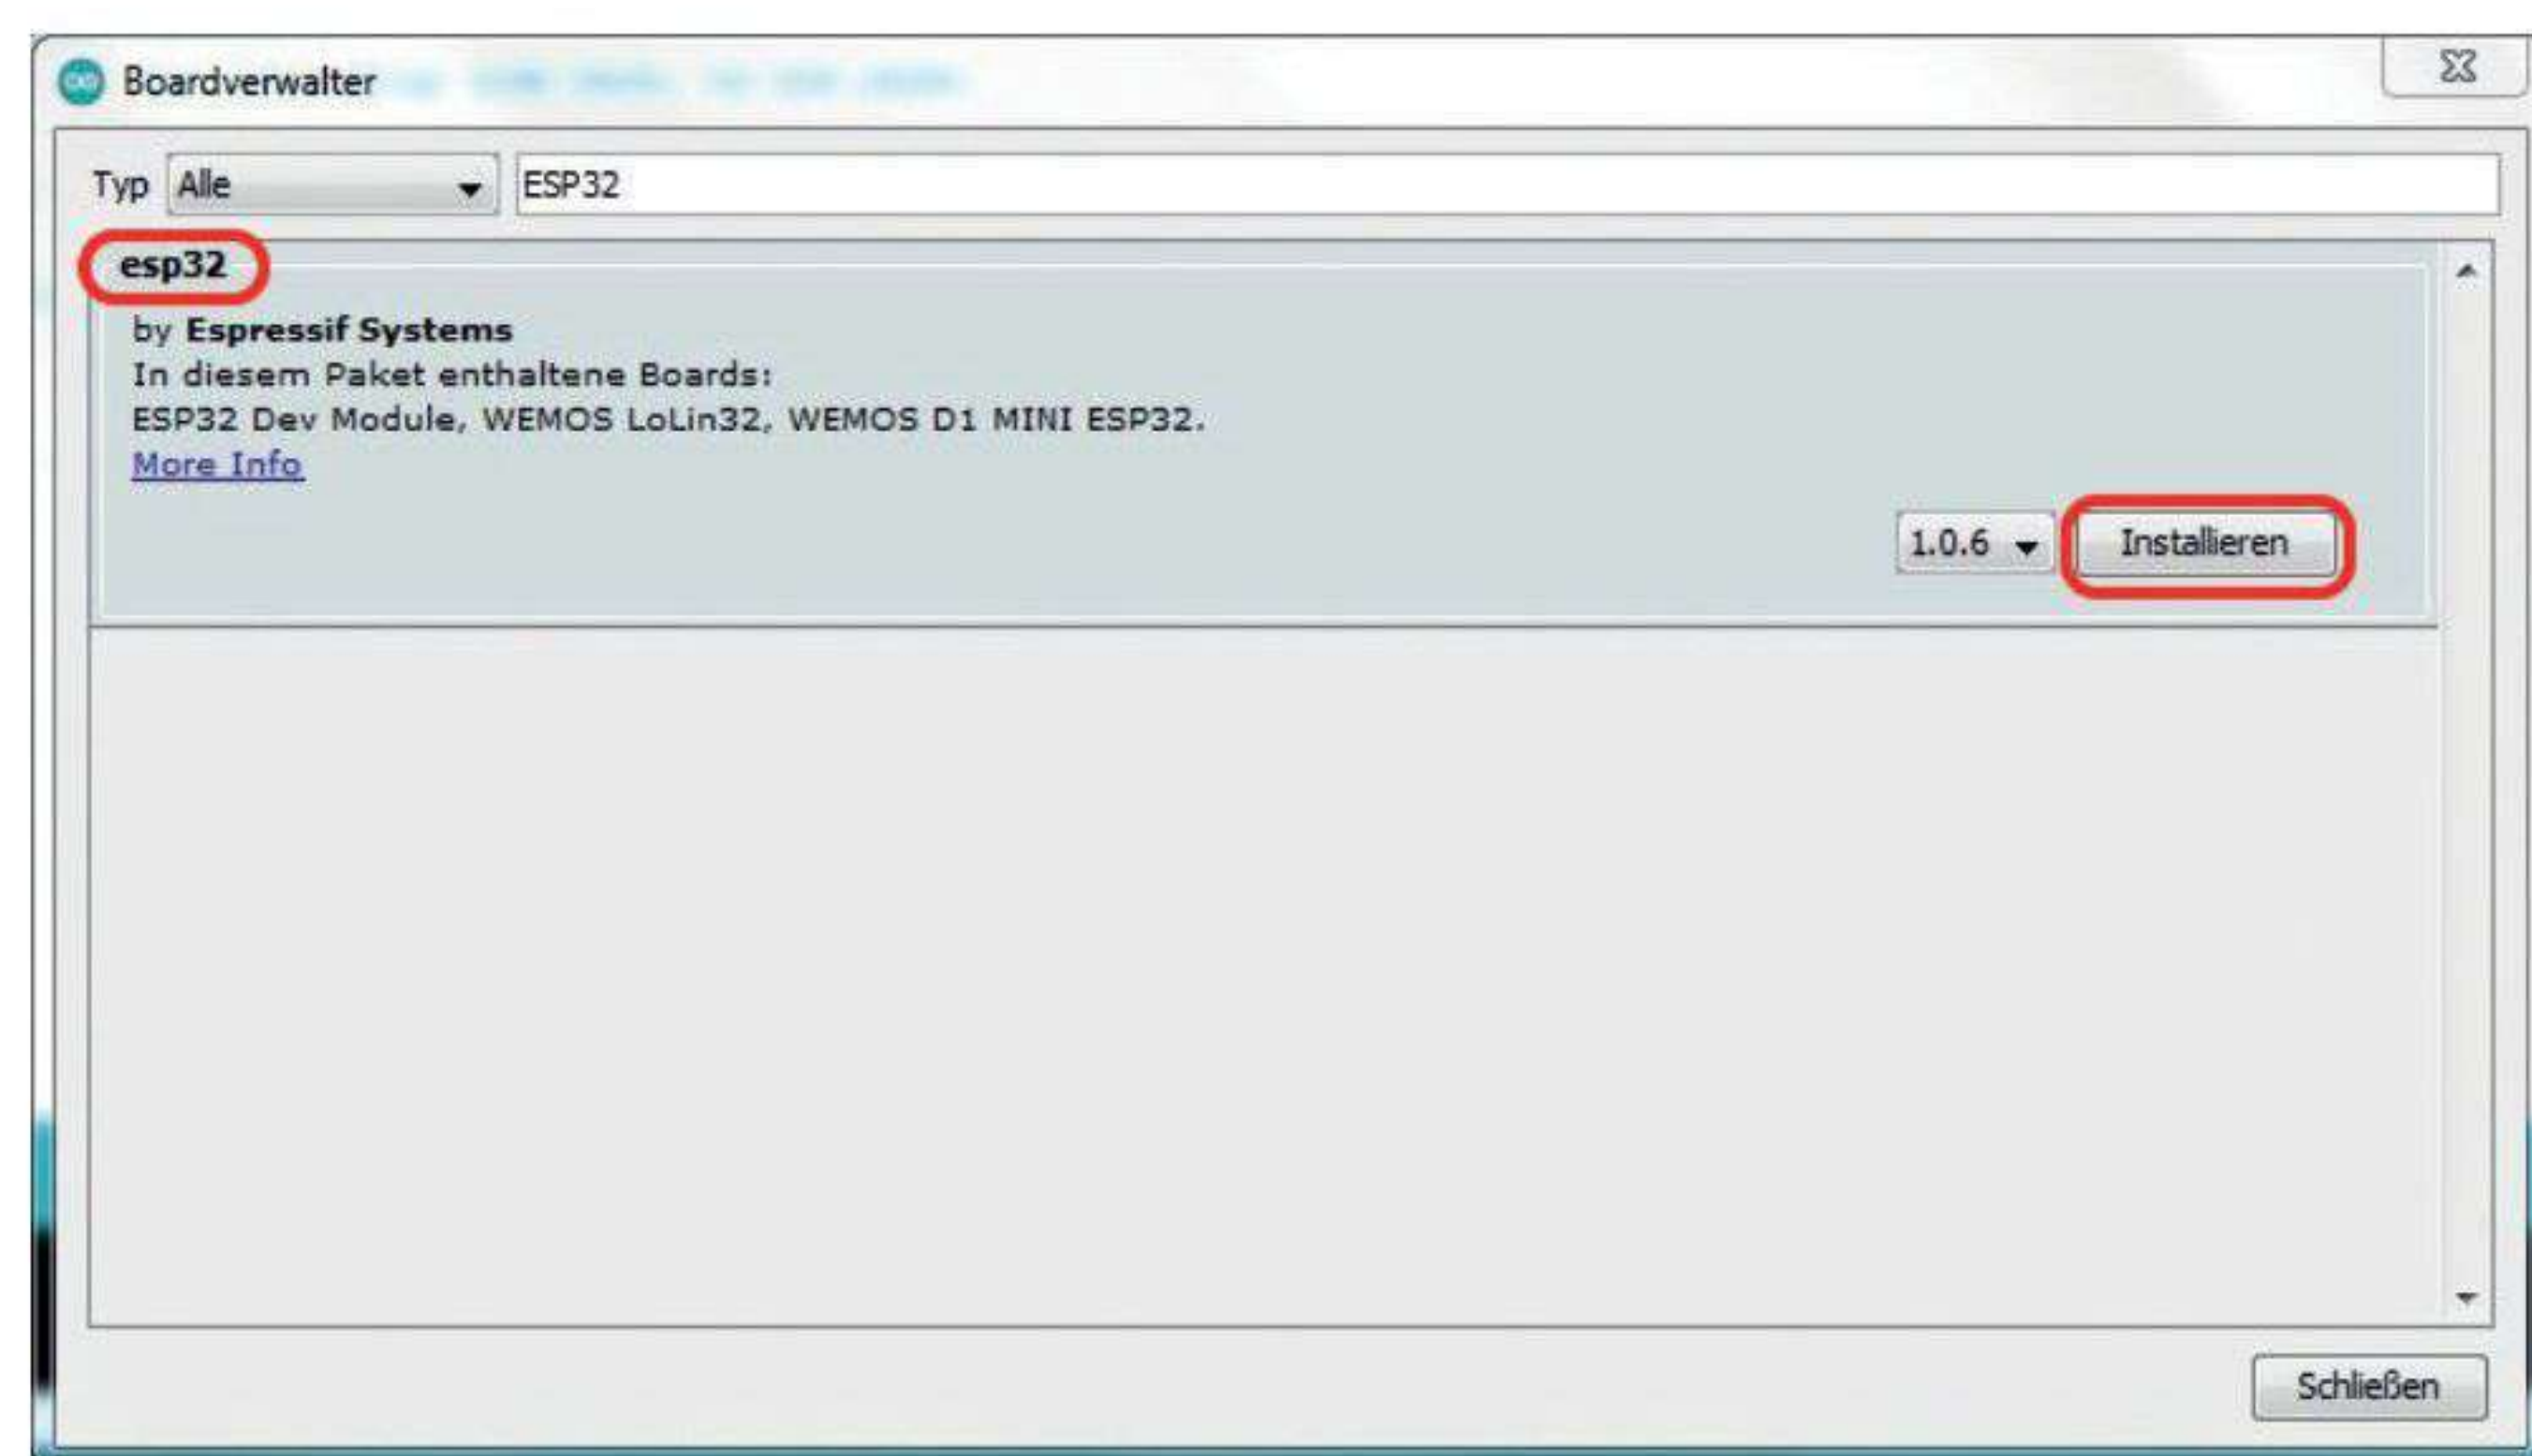 Boardverwalter
Typ Alle ESP32
esp32
by Espressif Systems
In diesem Paket enthaltene Boards:
ESP32 Dev Module, WEMOS LoLin32, WEMOS D1 MINI ESP32.
More Info
1.0.6 Installieren
Schließen